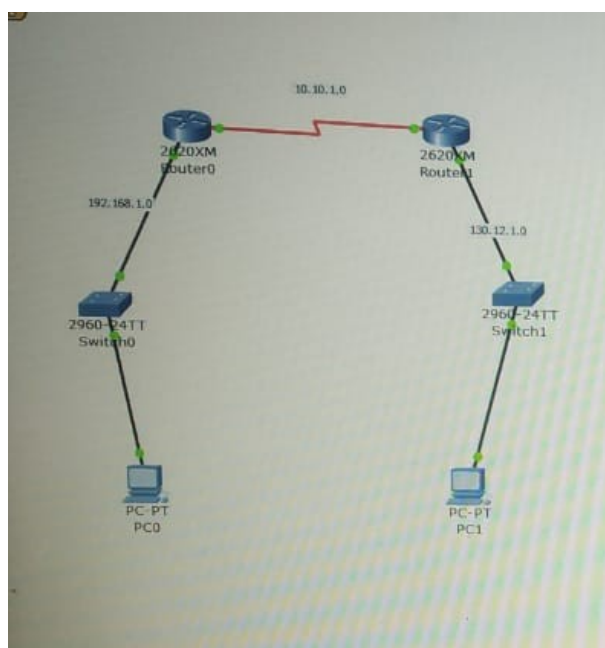 10.10.1.0
2620XM
Router0
2620XM
Router1
192.168.1.0
130.12.1.0
2960-24TT
Switch0
2960-24TT
Switch1
PC-PT
PC0
PC-PT
PC1